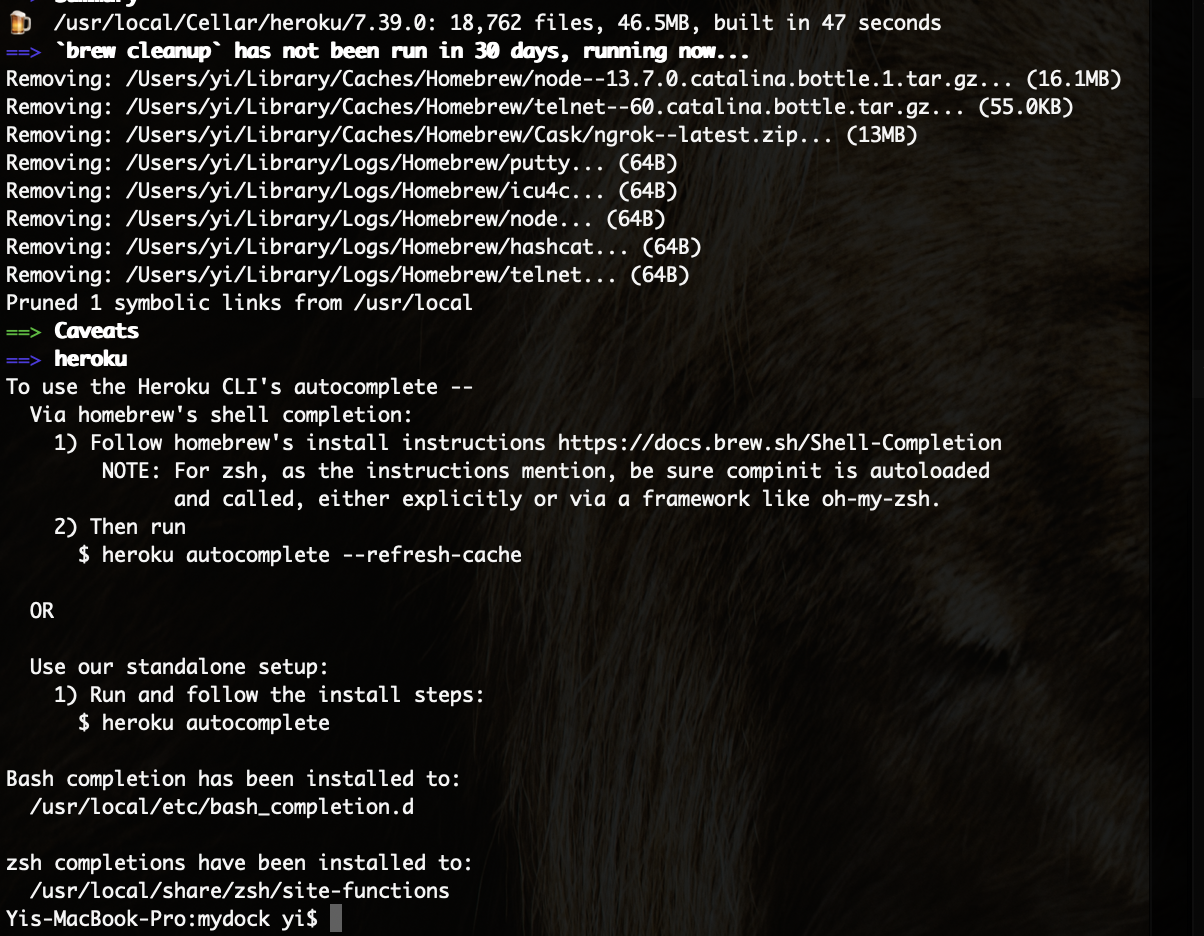 Summary
🍺 /usr/local/Cellar/heroku/7.39.0: 18,762 files, 46.5MB, built in 47 seconds
==> `brew cleanup` has not been run in 30 days, running now...
Removing: /Users/yi/Library/Caches/Homebrew/node--13.7.0.catalina.bottle.1.tar.gz... (16.1MB)
Removing: /Users/yi/Library/Caches/Homebrew/telnet--60.catalina.bottle.tar.gz... (55.0KB)
Removing: /Users/yi/Library/Caches/Homebrew/Cask/ngrok--latest.zip... (13MB)
Removing: /Users/yi/Library/Logs/Homebrew/putty... (64B)
Removing: /Users/yi/Library/Logs/Homebrew/icu4c... (64B)
Removing: /Users/yi/Library/Logs/Homebrew/node... (64B)
Removing: /Users/yi/Library/Logs/Homebrew/hashcat... (64B)
Removing: /Users/yi/Library/Logs/Homebrew/telnet... (64B)
Pruned 1 symbolic links from /usr/local
==> Caveats
==> heroku
To use the Heroku CLI's autocomplete --
  Via homebrew's shell completion:
    1) Follow homebrew's install instructions https://docs.brew.sh/Shell-Completion
        NOTE: For zsh, as the instructions mention, be sure compinit is autoloaded
              and called, either explicitly or via a framework like oh-my-zsh.
    2) Then run
      $ heroku autocomplete --refresh-cache
  OR
  Use our standalone setup:
    1) Run and follow the install steps:
      $ heroku autocomplete
Bash completion has been installed to:
  /usr/local/etc/bash_completion.d
zsh completions have been installed to:
  /usr/local/share/zsh/site-functions
Yis-MacBook-Pro:mydock yi$